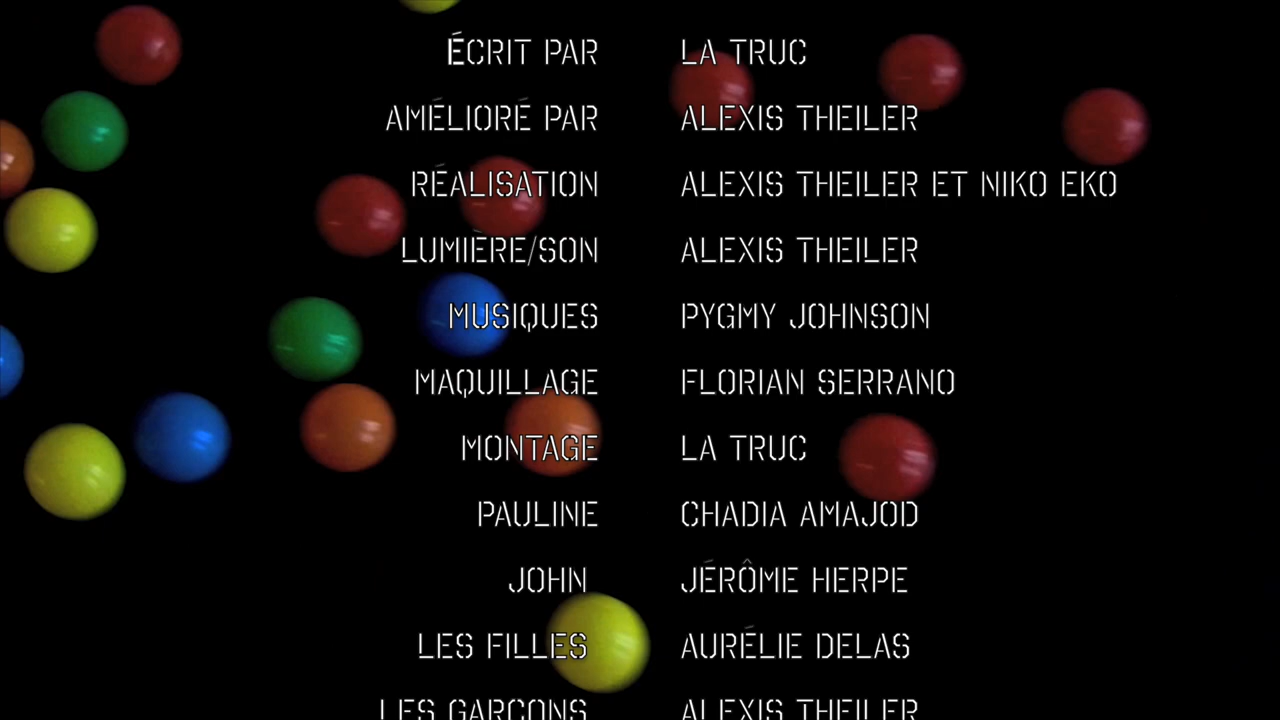 ÉCRIT PAR LA TRUC
AMÉLIORÉ PAR ALEXIS THEILER
RÉALISATION ALEXIS THEILER ET NIKO EKO
LUMIÈRE/SON ALEXIS THEILER
MUSIQUES PYGMY JOHNSON
MAQUILLAGE FLORIAN SERRANO
MONTAGE LA TRUC
PAULINE CHADIA AMAJOD
JOHN JÉRÔME HERPE
LES FILLES AURÉLIE DELAS
LES GARÇONS ALEXIS THEILER